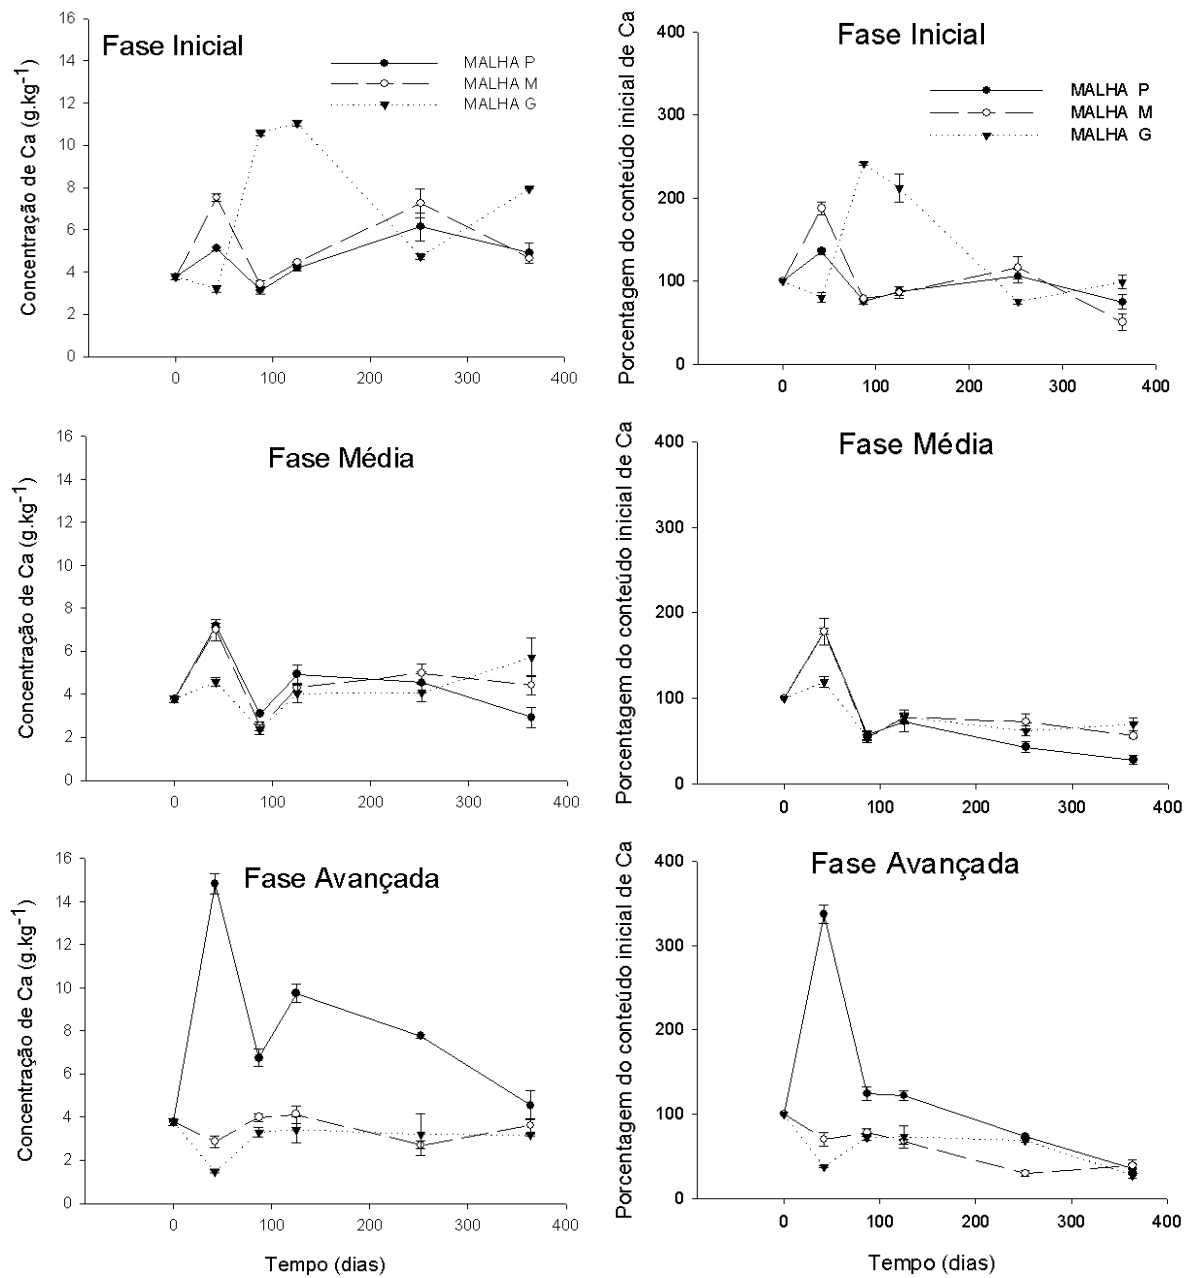 Fase Inicial
MALHA P
MALHA M
MALHA G
Concentração de Ca (g.kg⁻¹)
16
14
12
10
8
6
4
2
0
0 100 200 300 400
Fase Inicial
MALHA P
MALHA M
MALHA G
Porcentagem do conteúdo inicial de Ca
400
300
200
100
0
0 100 200 300 400
Fase Média
Concentração de Ca (g.kg⁻¹)
16
14
12
10
8
6
4
2
0
0 100 200 300 400
Fase Média
Porcentagem do conteúdo inicial de Ca
400
300
200
100
0
0 100 200 300 400
Fase Avançada
Concentração de Ca (g.kg⁻¹)
16
14
12
10
8
6
4
2
0
0 100 200 300 400
Tempo (dias)
Fase Avançada
Porcentagem do conteúdo inicial de Ca
400
300
200
100
0
0 100 200 300 400
Tempo (dias)